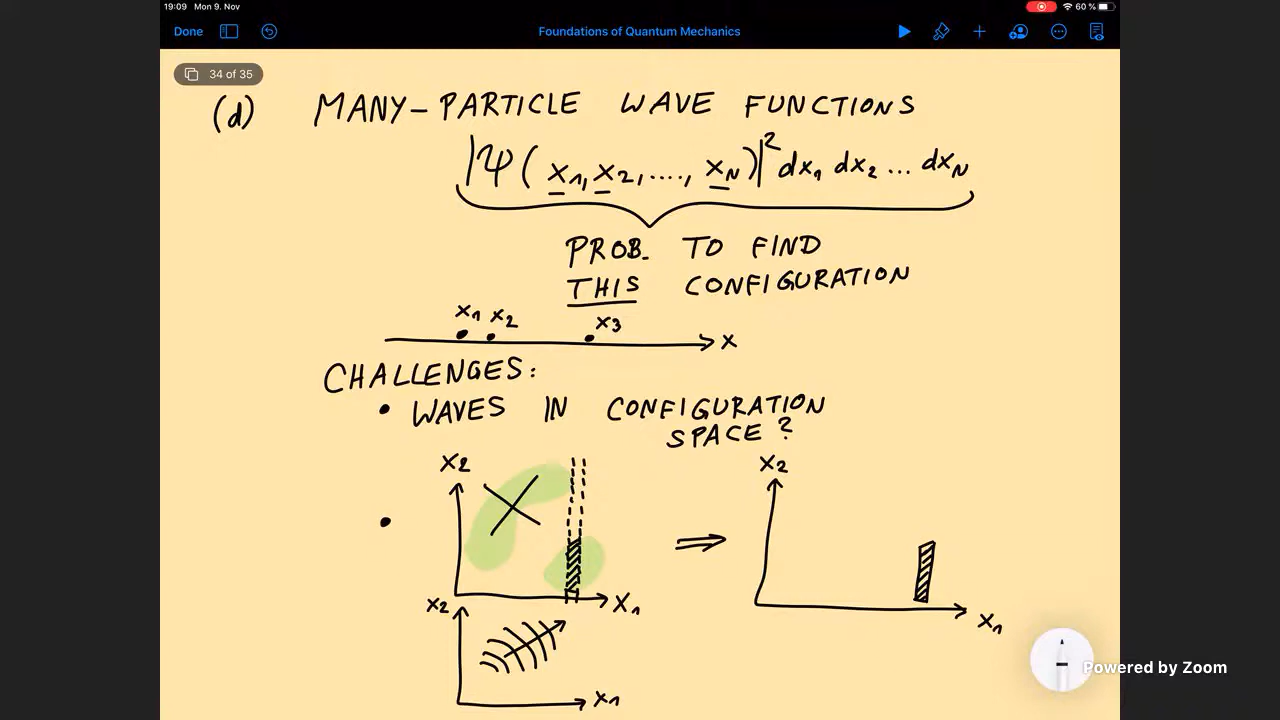 19:09 Mon 9. Nov 60 %
Done Foundations of Quantum Mechanics
34 of 35
(d) MANY-PARTICLE WAVE FUNCTIONS
|Ψ(x₁, x₂, ...., x_N)|² dx₁ dx₂ ... dx_N
PROB. TO FIND
THIS CONFIGURATION
x₁ x₂ x₃
x
CHALLENGES:
• WAVES IN CONFIGURATION
SPACE?
x₂ x₂
• ⇒
x₁ x₁
x₂
x₁
Powered by Zoom